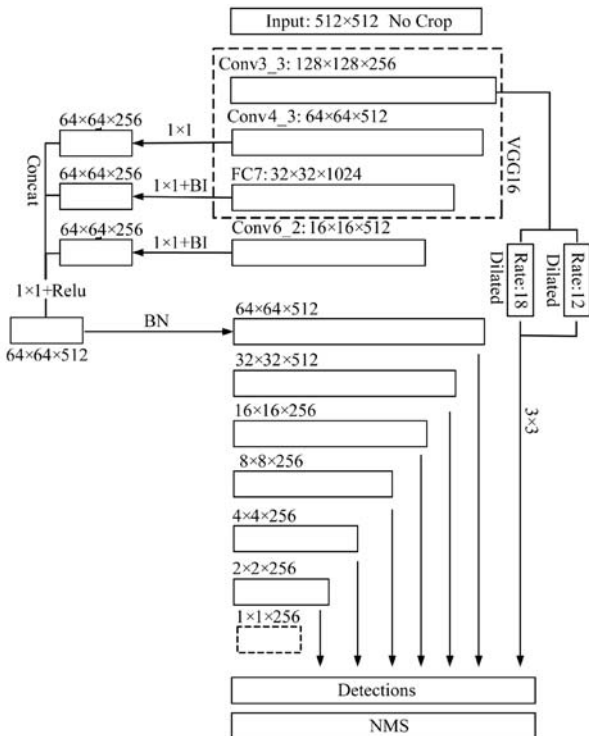 Input: 512×512 No Crop
Conv3_3: 128×128×256
64×64×256
1×1
Conv4_3: 64×64×512
VGG16
Concat
64×64×256
1×1+BI
FC7: 32×32×1024
64×64×256
1×1+BI
Conv6_2: 16×16×512
Rate:18
Dilated
Rate:12
Dilated
1×1+Relu
BN
64×64×512
64×64×512
32×32×512
16×16×256
3×3
8×8×256
4×4×256
2×2×256
1×1×256
Detections
NMS